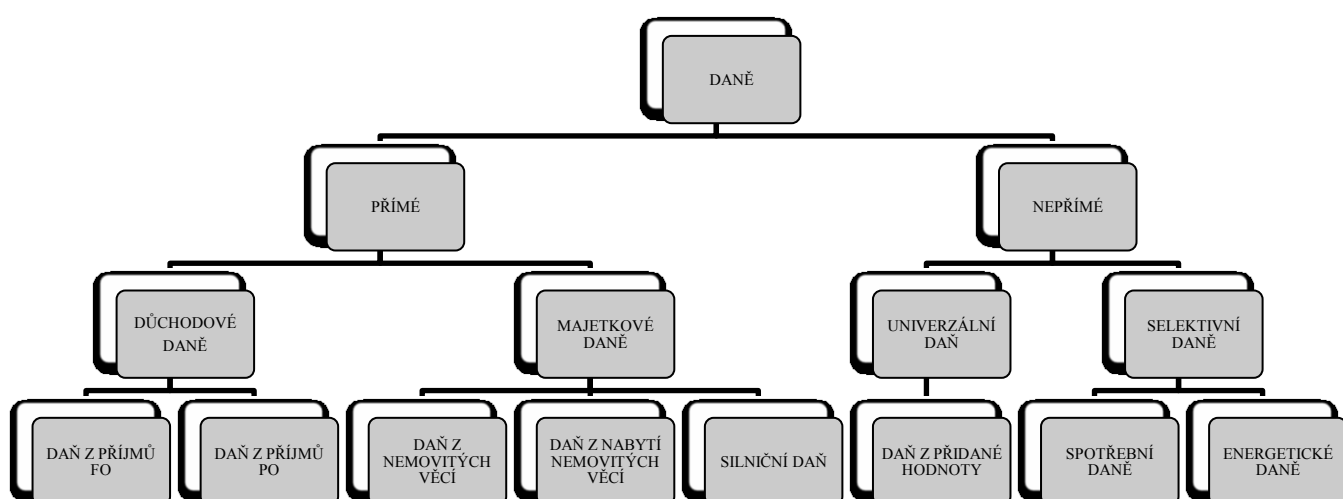 DANĚ
PŘÍMÉ
NEPŘÍMÉ
DŮCHODOVÉ
DANĚ
MAJETKOVÉ
DANĚ
UNIVERZÁLNÍ
DAŇ
SELEKTIVNÍ
DANĚ
DAŇ Z PŘÍJMŮ
FO
DAŇ Z PŘÍJMŮ
PO
DAŇ Z
NEMOVITÝCH
VĚCÍ
DAŇ Z NABYTÍ
NEMOVITÝCH
VĚCÍ
SILNIČNÍ DAŇ
DAŇ Z PŘIDANÉ
HODNOTY
SPOTŘEBNÍ
DANĚ
ENERGETICKÉ
DANĚ